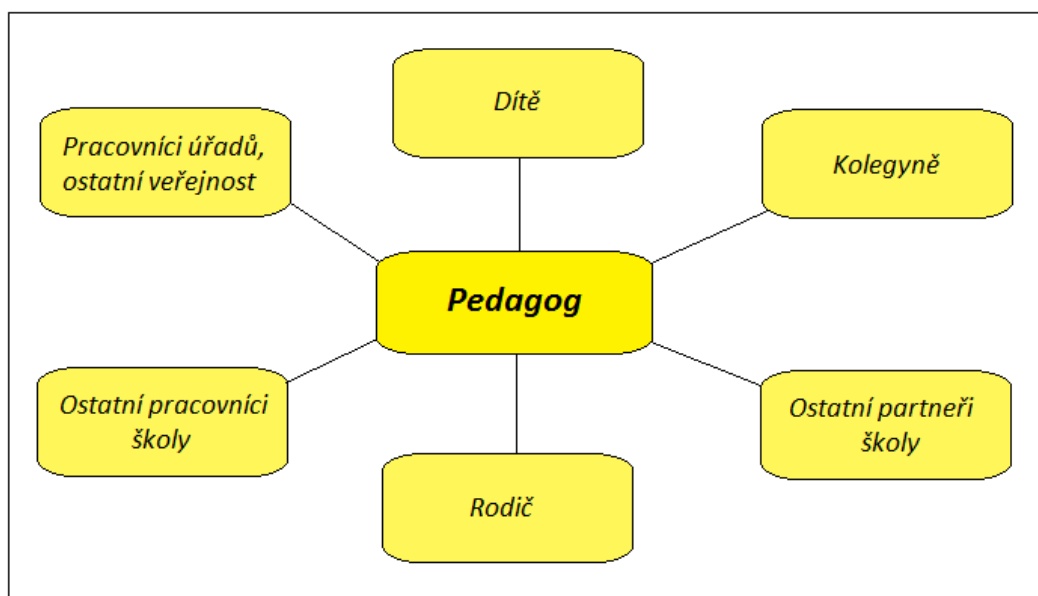 Dítě
Pracovníci úřadů,
ostatní veřejnost
Kolegyně
Pedagog
Ostatní pracovníci
školy
Ostatní partneři
školy
Rodič